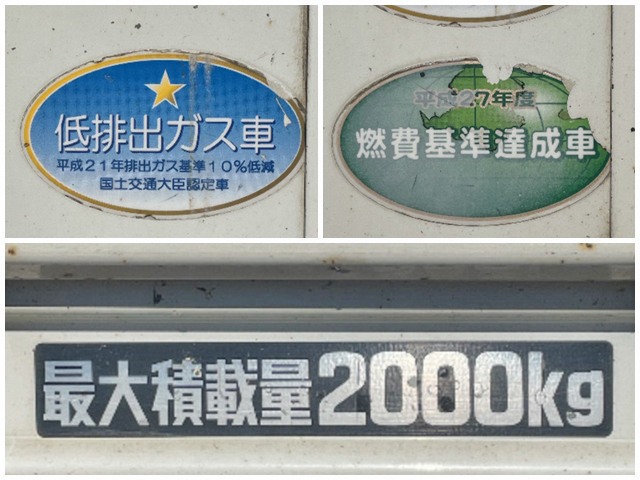 低排出ガス車
平成21年排出ガス基準10%低減
国土交通大臣認定車
平成27年度
燃費基準達成車
最大積載量2000kg